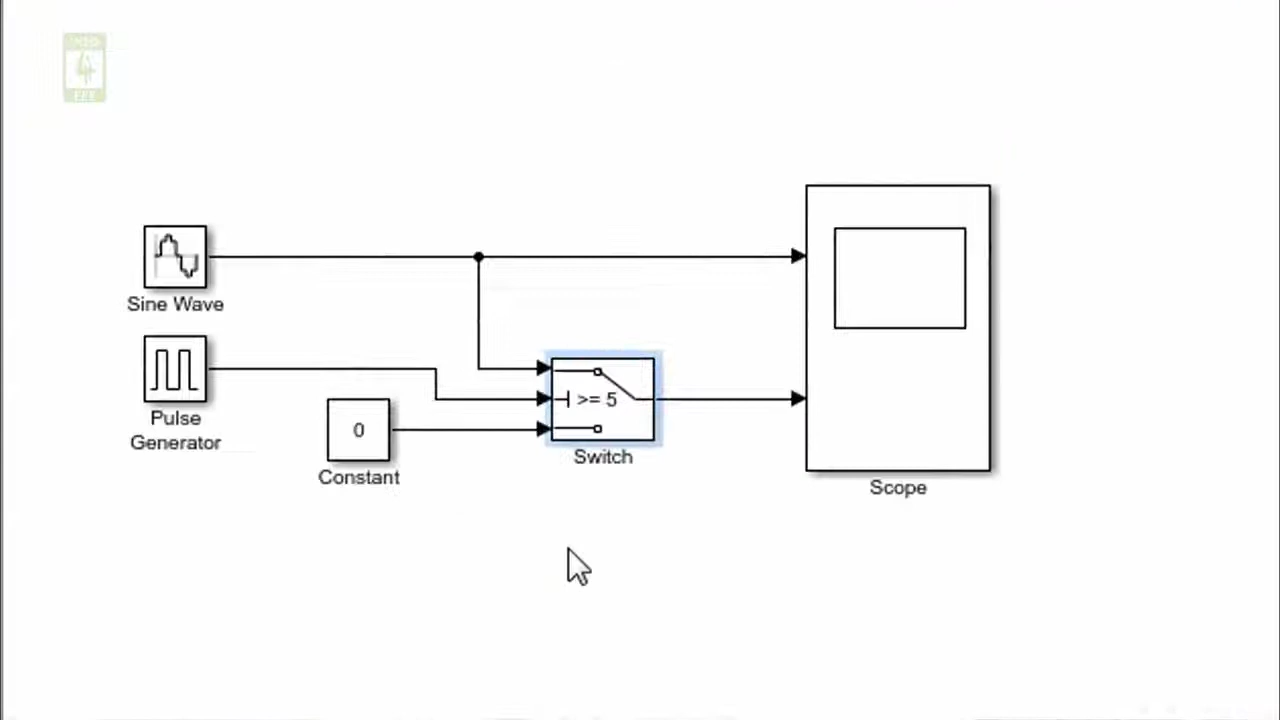 Sine Wave
Pulse
Generator
0
Constant
>= 5
Switch
Scope